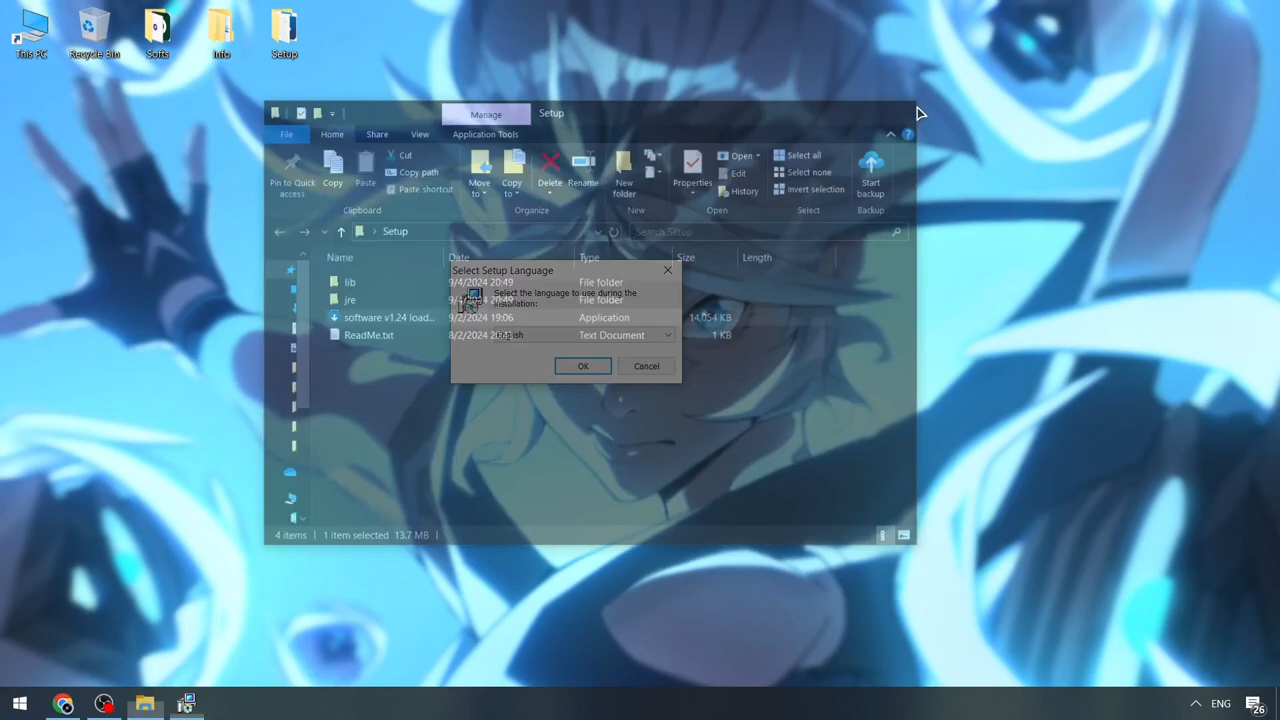 This PC
Recycle Bin
Softs
Info
Setup
Manage
Setup
File
Home
Share
View
Application Tools
Pin to Quick access
Copy
Paste
Cut
Copy path
Paste shortcut
Move to
Copy to
Delete
Rename
New folder
Properties
Open
Edit
History
Select all
Select none
Invert selection
Start backup
Clipboard
Organize
New
Open
Select
Backup
Setup
Search Setup
Name
Date
Type
Size
Length
Select Setup Language
lib
9/4/2024 20:49
File folder
Select the language to use during the
installation:
jre
File folder
software v1.24 load...
9/2/2024 19:06
Application
14,054 KB
ReadMe.txt
8/2/2024
Text Document
1 KB
English
OK
Cancel
4 items
1 item selected 13.7 MB
ENG
26